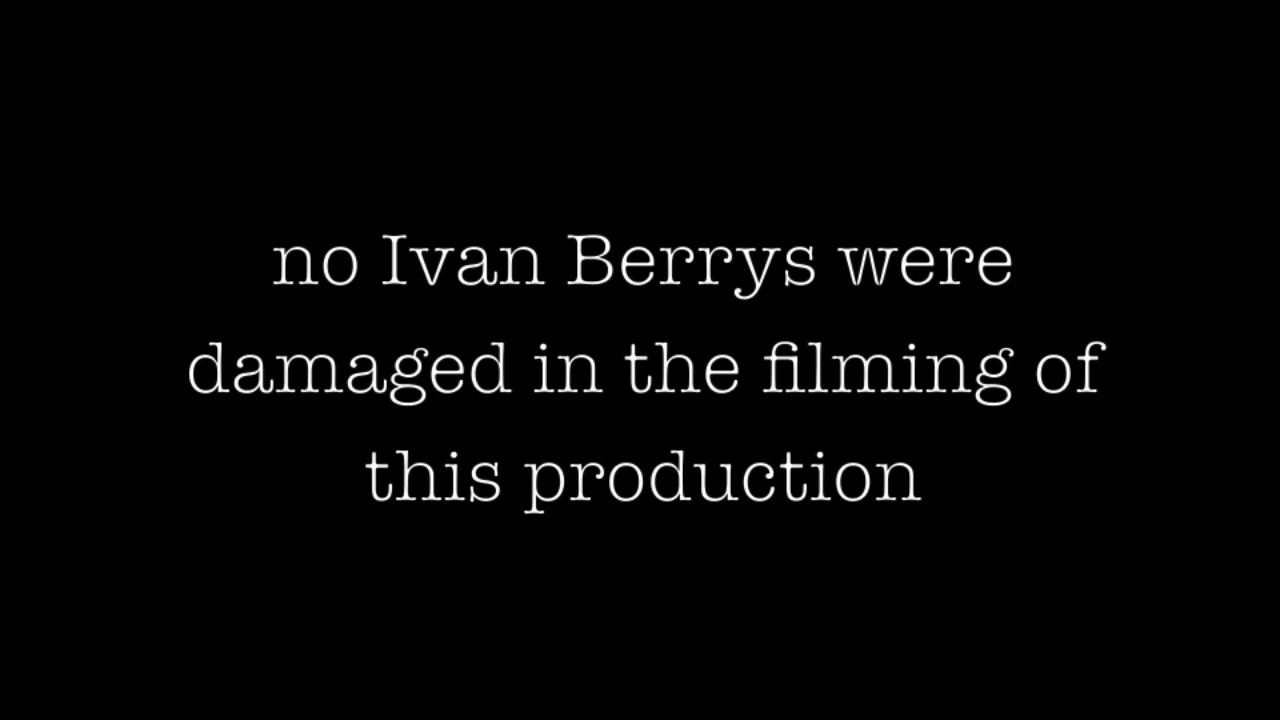 no Ivan Berrys were
damaged in the filming of
this production